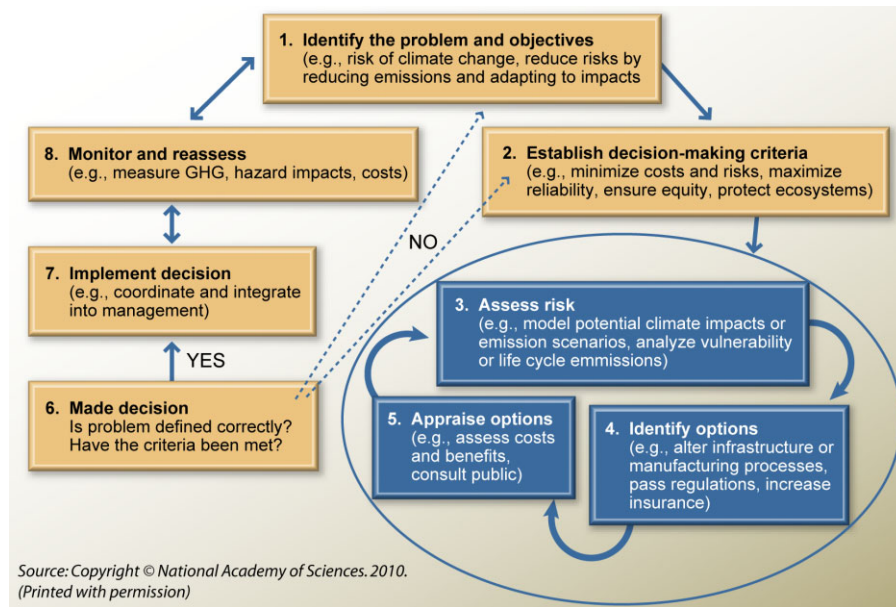 1. Identify the problem and objectives
(e.g., risk of climate change, reduce risks by
reducing emissions and adapting to impacts
8. Monitor and reassess
(e.g., measure GHG, hazard impacts, costs)
2. Establish decision-making criteria
(e.g., minimize costs and risks, maximize
reliability, ensure equity, protect ecosystems)
NO
7. Implement decision
(e.g., coordinate and integrate
into management)
3. Assess risk
(e.g., model potential climate impacts or
emission scenarios, analyze vulnerability
or life cycle emmissions)
YES
6. Made decision
Is problem defined correctly?
Have the criteria been met?
5. Appraise options
(e.g., assess costs
and benefits,
consult public)
4. Identify options
(e.g., alter infrastructure or
manufacturing processes,
pass regulations, increase
insurance)
Source: Copyright © National Academy of Sciences. 2010.
(Printed with permission)